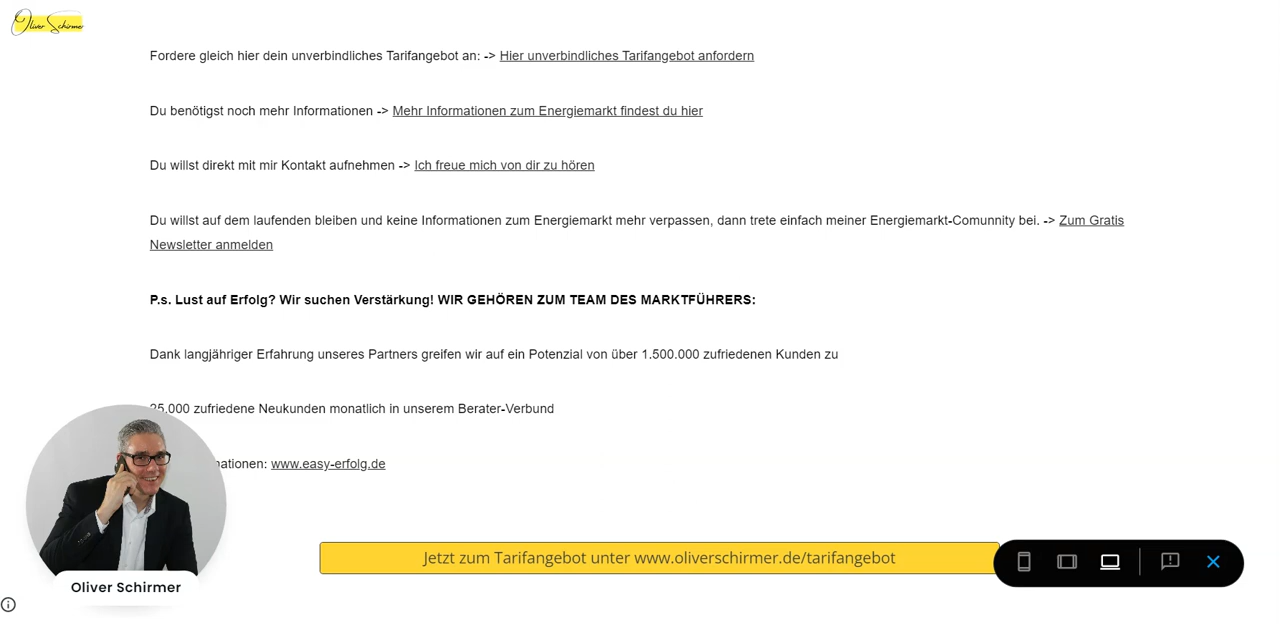 Oliver Schirmer
Fordere gleich hier dein unverbindliches Tarifangebot an: -> Hier unverbindliches Tarifangebot anfordern
Du benötigst noch mehr Informationen -> Mehr Informationen zum Energiemarkt findest du hier
Du willst direkt mit mir Kontakt aufnehmen -> Ich freue mich von dir zu hören
Du willst auf dem laufenden bleiben und keine Informationen zum Energiemarkt mehr verpassen, dann trete einfach meiner Energiemarkt-Comunnity bei. -> Zum Gratis
Newsletter anmelden
P.s. Lust auf Erfolg? Wir suchen Verstärkung! WIR GEHÖREN ZUM TEAM DES MARKTFÜHRERS:
Dank langjähriger Erfahrung unseres Partners greifen wir auf ein Potenzial von über 1.500.000 zufriedenen Kunden zu
25.000 zufriedene Neukunden monatlich in unserem Berater-Verbund
mationen: www.easy-erfolg.de
Jetzt zum Tarifangebot unter www.oliverschirmer.de/tarifangebot
Oliver Schirmer